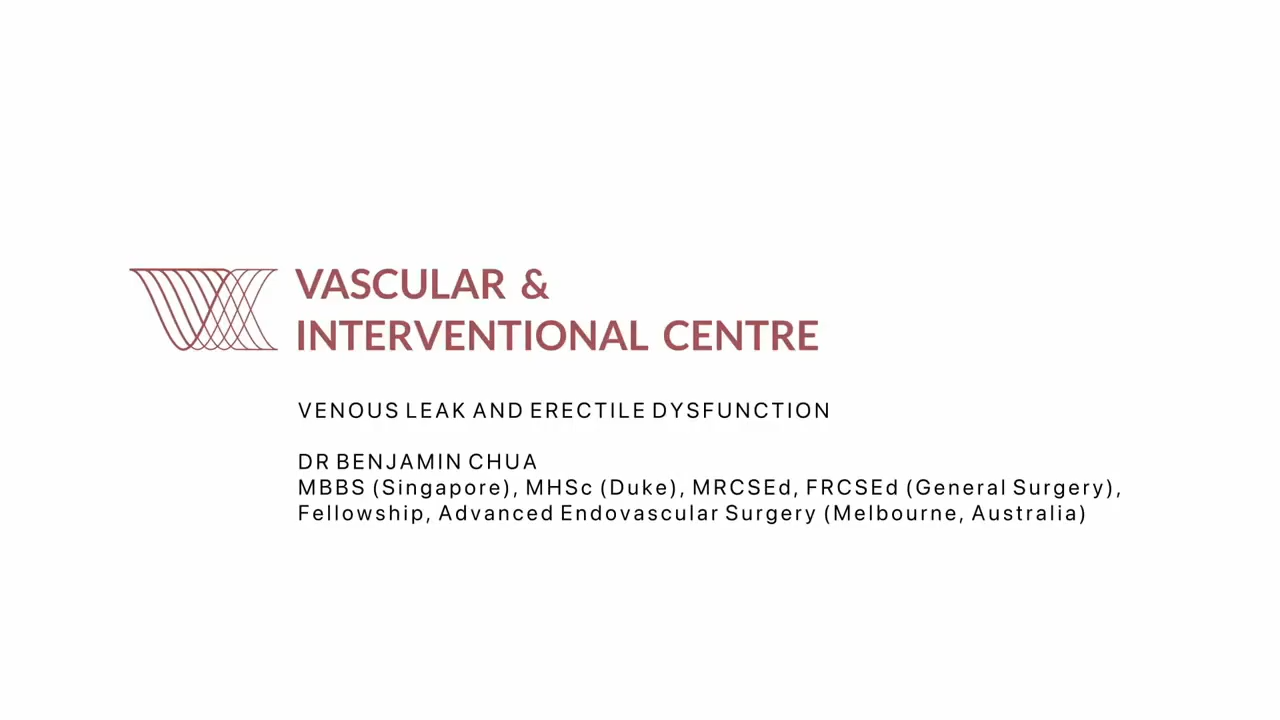 VASCULAR &
INTERVENTIONAL CENTRE
VENOUS LEAK AND ERECTILE DYSFUNCTION
DR BENJAMIN CHUA
MBBS (Singapore), MHSc (Duke), MRCSEd, FRCSEd (General Surgery),
Fellowship, Advanced Endovascular Surgery (Melbourne, Australia)